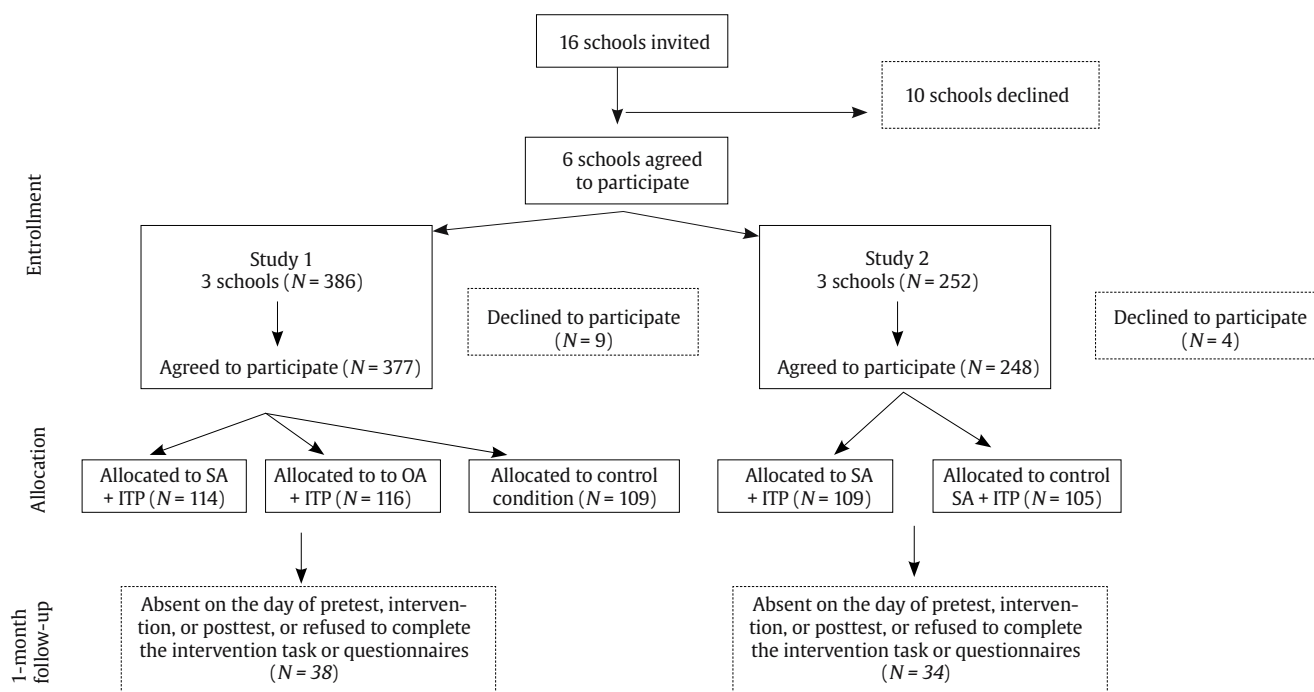 16 schools invited
10 schools declined
6 schools agreed
to participate
Entrollment
Study 1
3 schools (N = 386)
Agreed to participate (N = 377)
Declined to participate
(N = 9)
Study 2
3 schools (N = 252)
Agreed to participate (N = 248)
Declined to participate
(N = 4)
Allocation
Allocated to SA
+ ITP (N = 114)
Allocated to to OA
+ ITP (N = 116)
Allocated to control
condition (N = 109)
Allocated to SA
+ ITP (N = 109)
Allocated to control
SA + ITP (N = 105)
1-month
follow-up
Absent on the day of pretest, interven-
tion, or posttest, or refused to complete
the intervention task or questionnaires
(N = 38)
Absent on the day of pretest, interven-
tion, or posttest, or refused to complete
the intervention task or questionnaires
(N = 34)